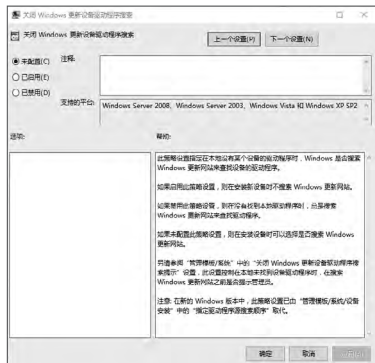 关闭 Windows 更新设备驱动程序搜索
关闭 Windows 更新设备驱动程序搜索
上一个设置(P)
下一个设置(N)
未配置(C)
注释:
已启用(E)
已禁用(D)
支持的平台:
Windows Server 2008、Windows Server 2003、Windows Vista 和 Windows XP SP2
选项:
帮助:
此策略设置指定在本地没有某个设备的驱动程序时，Windows 是否搜索
Windows 更新网站来查找设备的驱动程序。
如果启用此策略设置，则在安装新设备时不搜索 Windows 更新网站。
如果禁用此策略设置，则在没有找到本地驱动程序时，总是搜索
Windows 更新网站来查找驱动程序。
如果未配置此策略设置，则在安装设备时可以选择是否搜索 Windows
更新网站。
另请参阅“管理模板/系统”中的“关闭 Windows 更新设备驱动程序搜
索提示”设置，此设置控制在本地未找到设备驱动程序时，在搜索
Windows 更新网站之前是否会提示管理员。
注意: 在新的 Windows 版本中，此策略设置已由“管理模板/系统/设备
安装”中的“指定驱动程序源搜索顺序”取代。
确定
取消